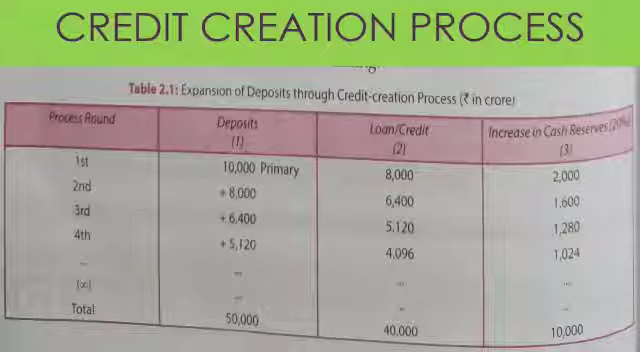 CREDIT CREATION PROCESS
Table 2.1: Expansion of Deposits through Credit-creation Process (₹ in crore)
Process Round Deposits (1) Loan/Credit (2) Increase in Cash Reserves (20%) (3)
1st 10,000 Primary 8,000 2,000
2nd + 8,000 6,400 1,600
3rd + 6,400 5,120 1,280
4th + 5,120 4,096 1,024
... ... ... ...
(∞) ... ... ...
Total 50,000 40,000 10,000